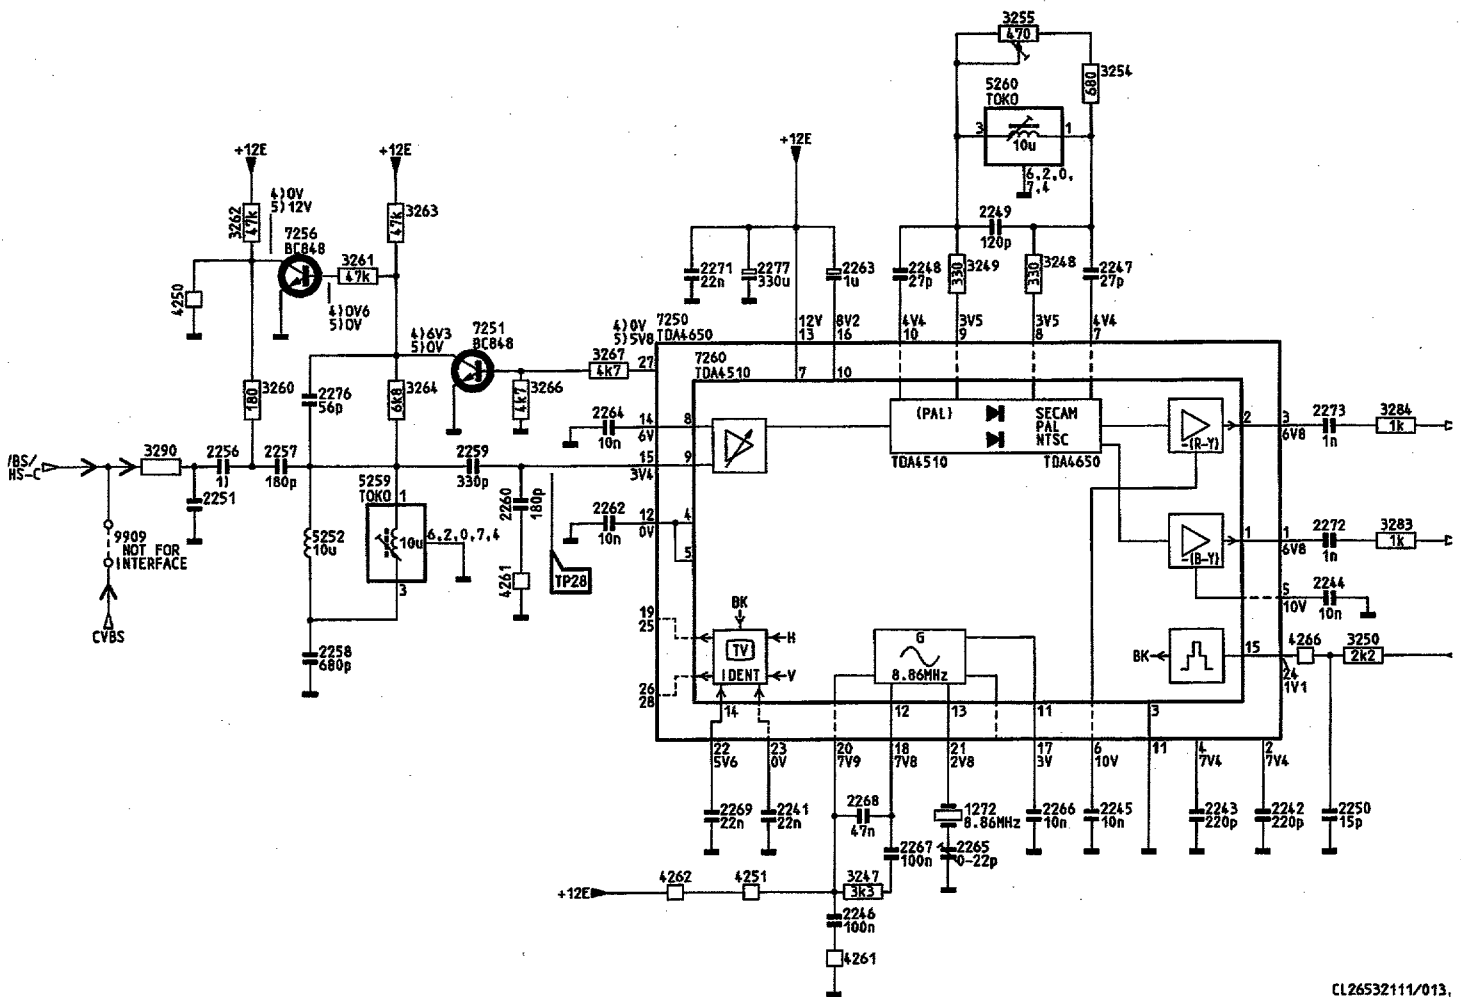 3255
470
3254
680
5260
TOKO
3
1
10u
6,2,0,
7,4
+12E
+12E
+12E
4)0V
5)12V
3262
47k
3263
47k
7256
BC848
3261
47k
4250
4)0V6
5)0V
4)6V3
5)0V
7251
BC848
2271
22n
2277
330u
2263
1u
2248
27p
2249
120p
3249
330
3248
330
2247
27p
4)0V
5)5V8
7250
TDA4650
12V
13
8V2
16
4V4
10
3V5
9
3V5
8
4V4
7
3267
4k7
27
7260
TDA4510
7
10
3260
180
2276
56p
3264
6k8
3266
4k7
2264
10n
14
6V
8
(PAL)
SECAM
PAL
NTSC
TDA4510
TDA4650
-(R-Y)
2
3
6V8
2273
1n
3284
1k
/BS/
HS-C
3290
2256
1)
2257
180p
2259
330p
15
3V4
9
2251
5259
TOKO
1
10u
6,2,0,7,4
3
2260
180p
2262
10n
12
0V
4
5
9909
NOT FOR
INTERFACE
5252
10u
4261
TP28
-(B-Y)
1
1
6V8
2272
1n
3283
1k
5
10V
2244
10n
CVBS
19
25
BK
H
TV
IDENT
V
G
8.86MHz
BK
15
4266
3250
2k2
24
1V1
2258
680p
26
28
14
12
13
11
3
22
5V6
23
0V
20
7V9
18
7V8
21
2V8
17
3V
6
10V
11
4
7V4
2
7V4
2269
22n
2241
22n
2268
47n
1272
8.86MHz
2266
10n
2245
10n
2243
220p
2242
220p
2250
15p
2267
100n
2265
0-22p
+12E
4262
4251
3247
3k3
2246
100n
4261
CL26532111/013.